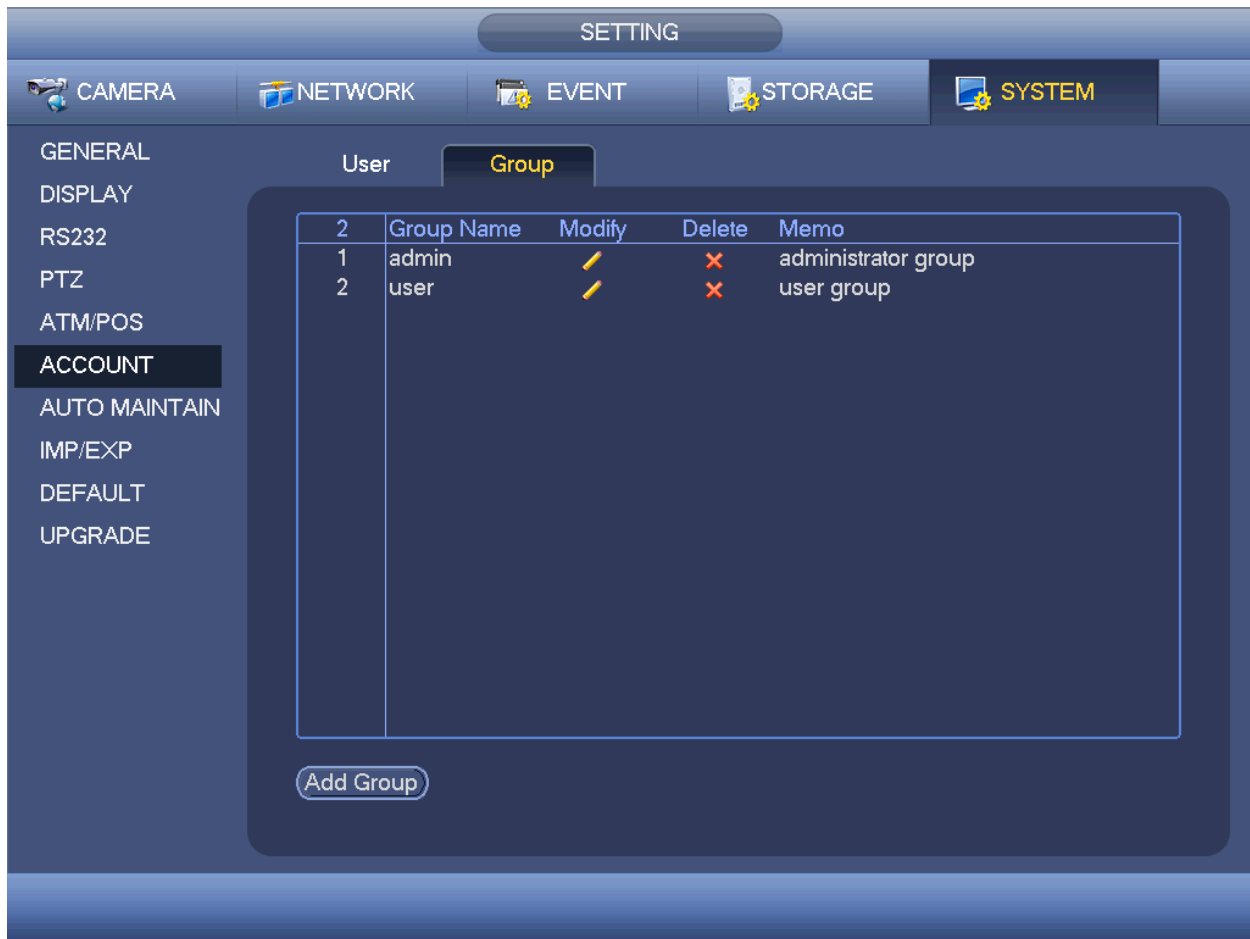 SETTING
CAMERA NETWORK EVENT STORAGE SYSTEM
GENERAL
DISPLAY
RS232
PTZ
ATM/POS
ACCOUNT
AUTO MAINTAIN
IMP/EXP
DEFAULT
UPGRADE
User Group
2 Group Name Modify Delete Memo
1 admin administrator group
2 user user group
Add Group